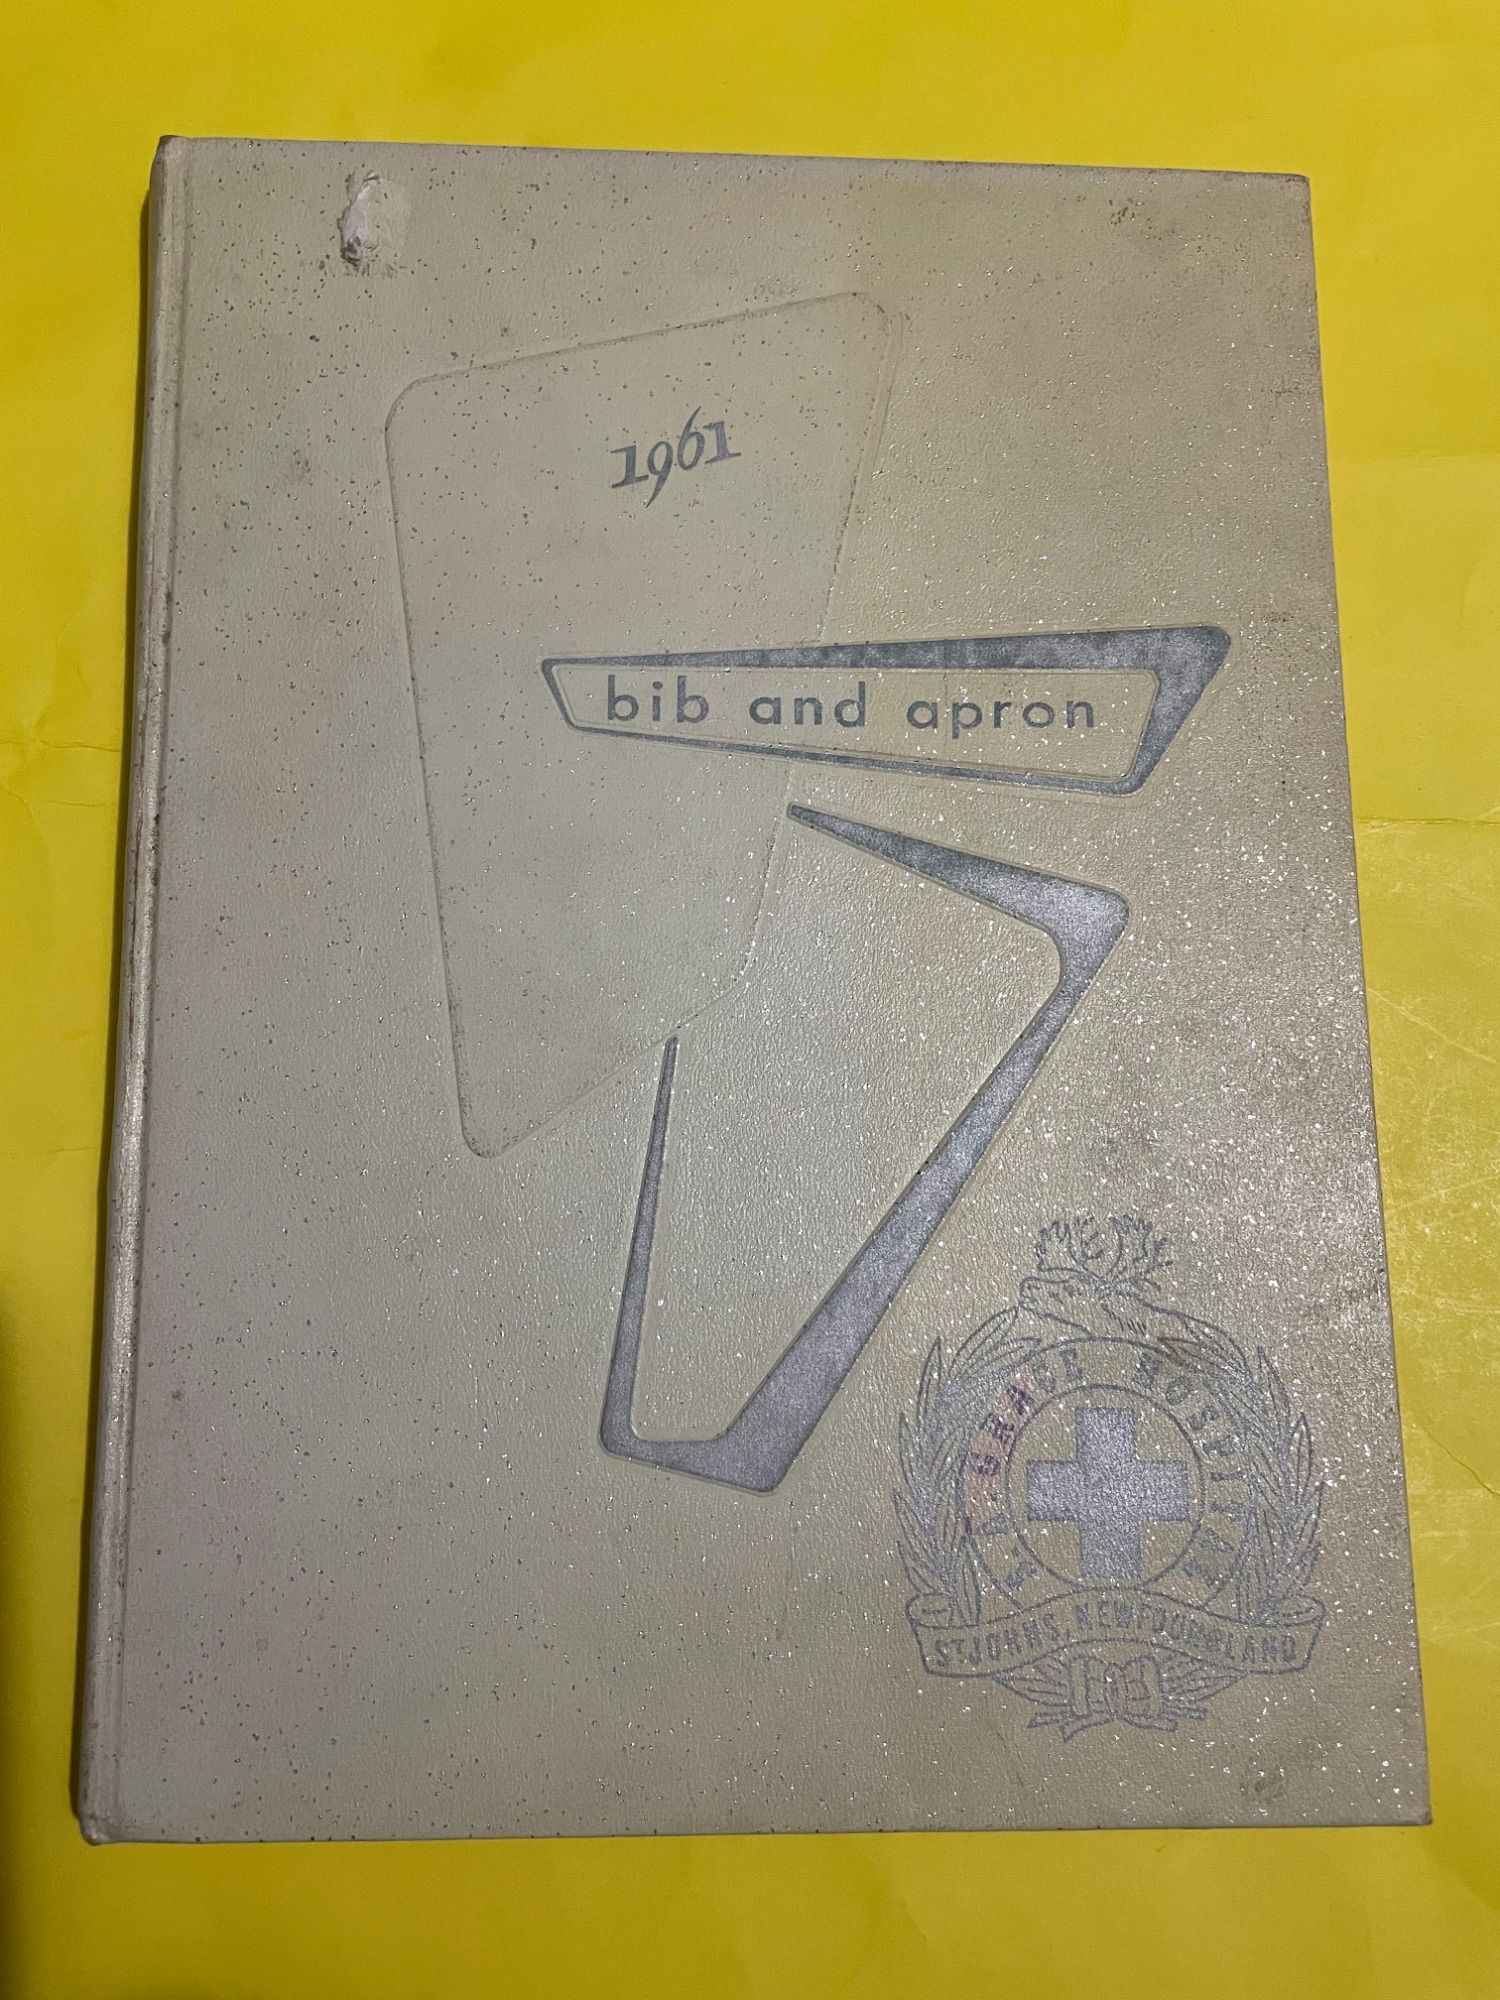 1961
bib and apron
S.A. GRACE HOSPITAL
ST. JOHNS, NEWFOUNDLAND